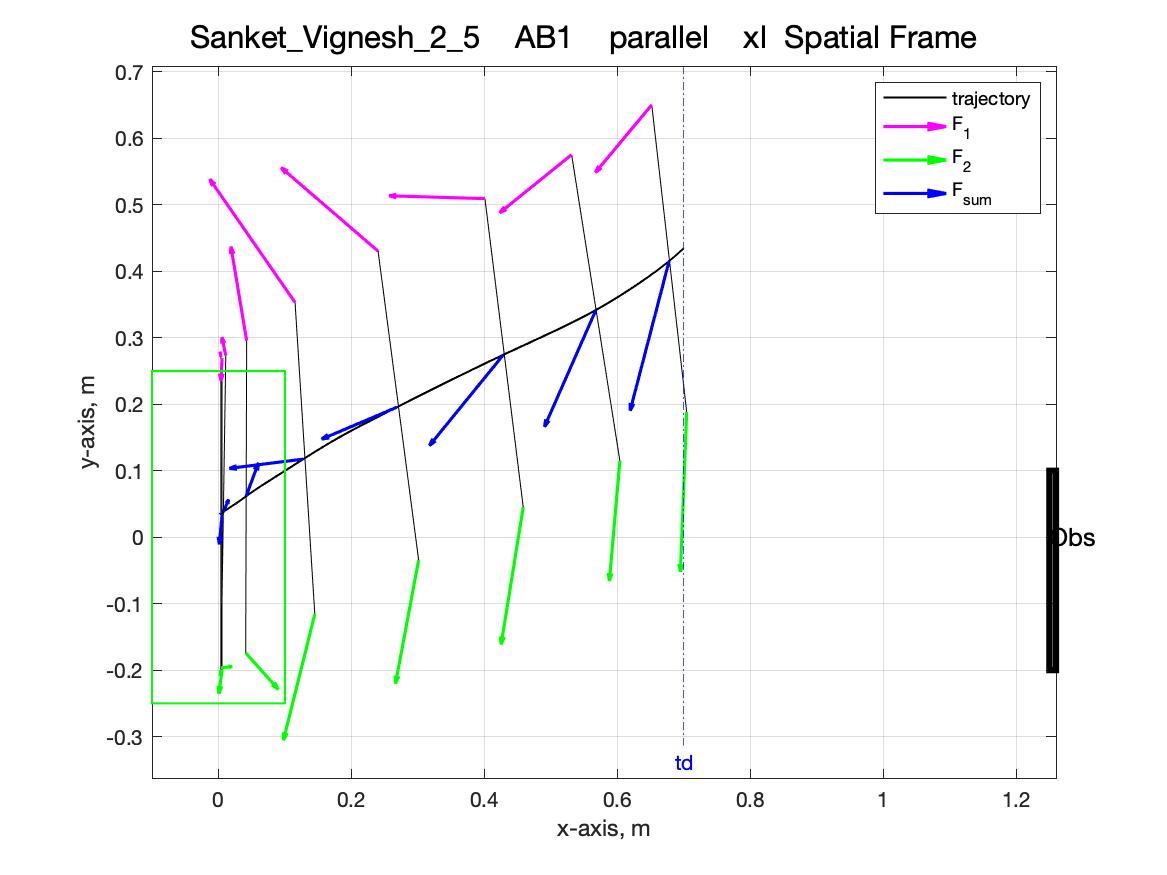 Sanket_Vignesh_2_5 AB1 parallel xl Spatial Frame
0.7
0.6
0.5
0.4
0.3
0.2
0.1
0
-0.1
-0.2
-0.3
y-axis, m
trajectory
F1
F2
Fsum
Obs
td
0 0.2 0.4 0.6 0.8 1 1.2
x-axis, m